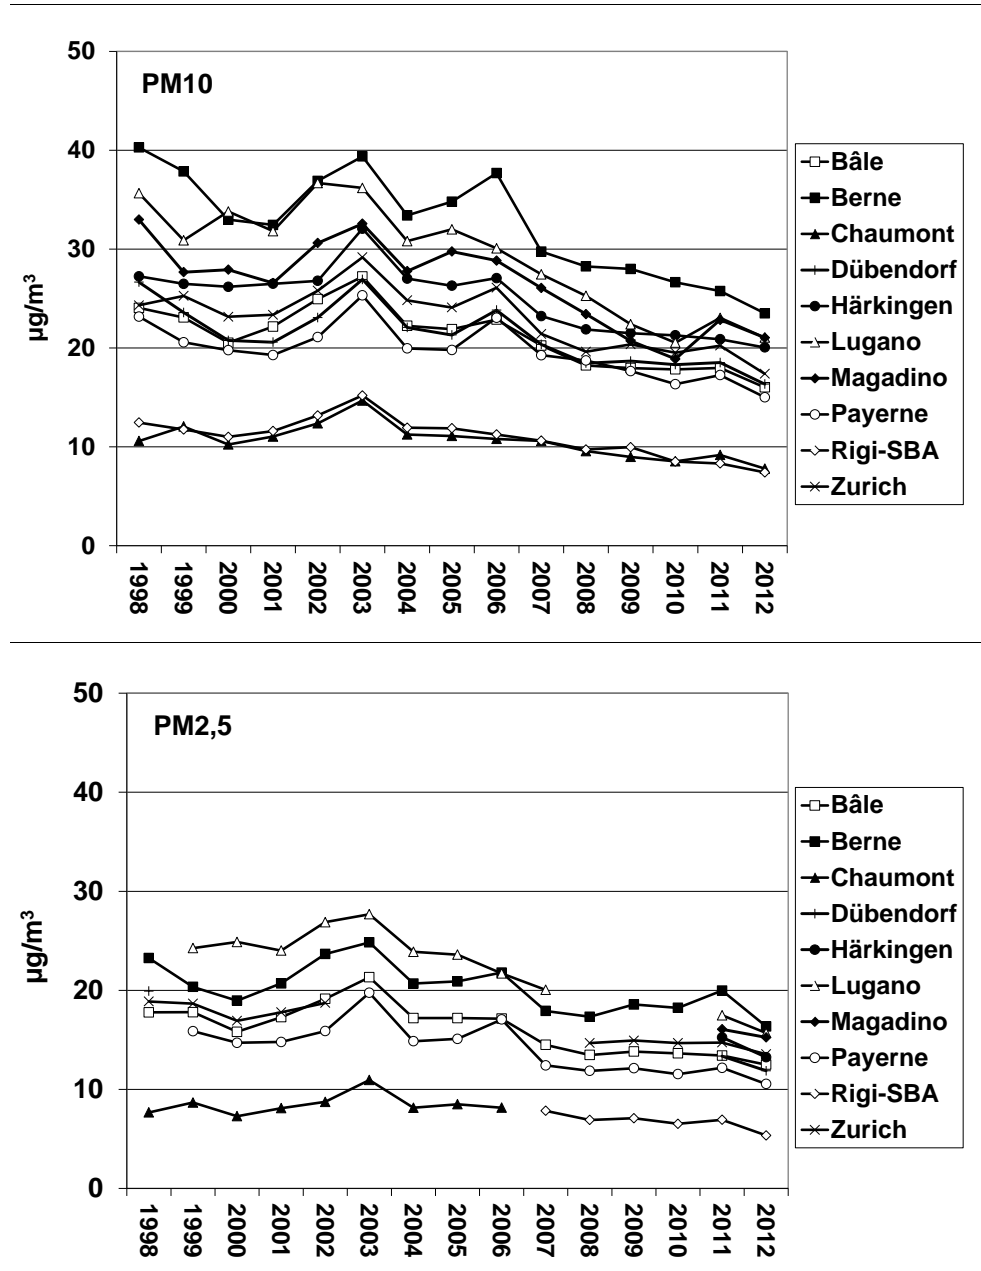 50
PM10
40
30
20
10
0
µg/m³
1998
1999
2000
2001
2002
2003
2004
2005
2006
2007
2008
2009
2010
2011
2012
Bâle
Berne
Chaumont
Dübendorf
Härkingen
Lugano
Magadino
Payerne
Rigi-SBA
Zurich
50
PM2,5
40
30
20
10
0
µg/m³
1998
1999
2000
2001
2002
2003
2004
2005
2006
2007
2008
2009
2010
2011
2012
Bâle
Berne
Chaumont
Dübendorf
Härkingen
Lugano
Magadino
Payerne
Rigi-SBA
Zurich